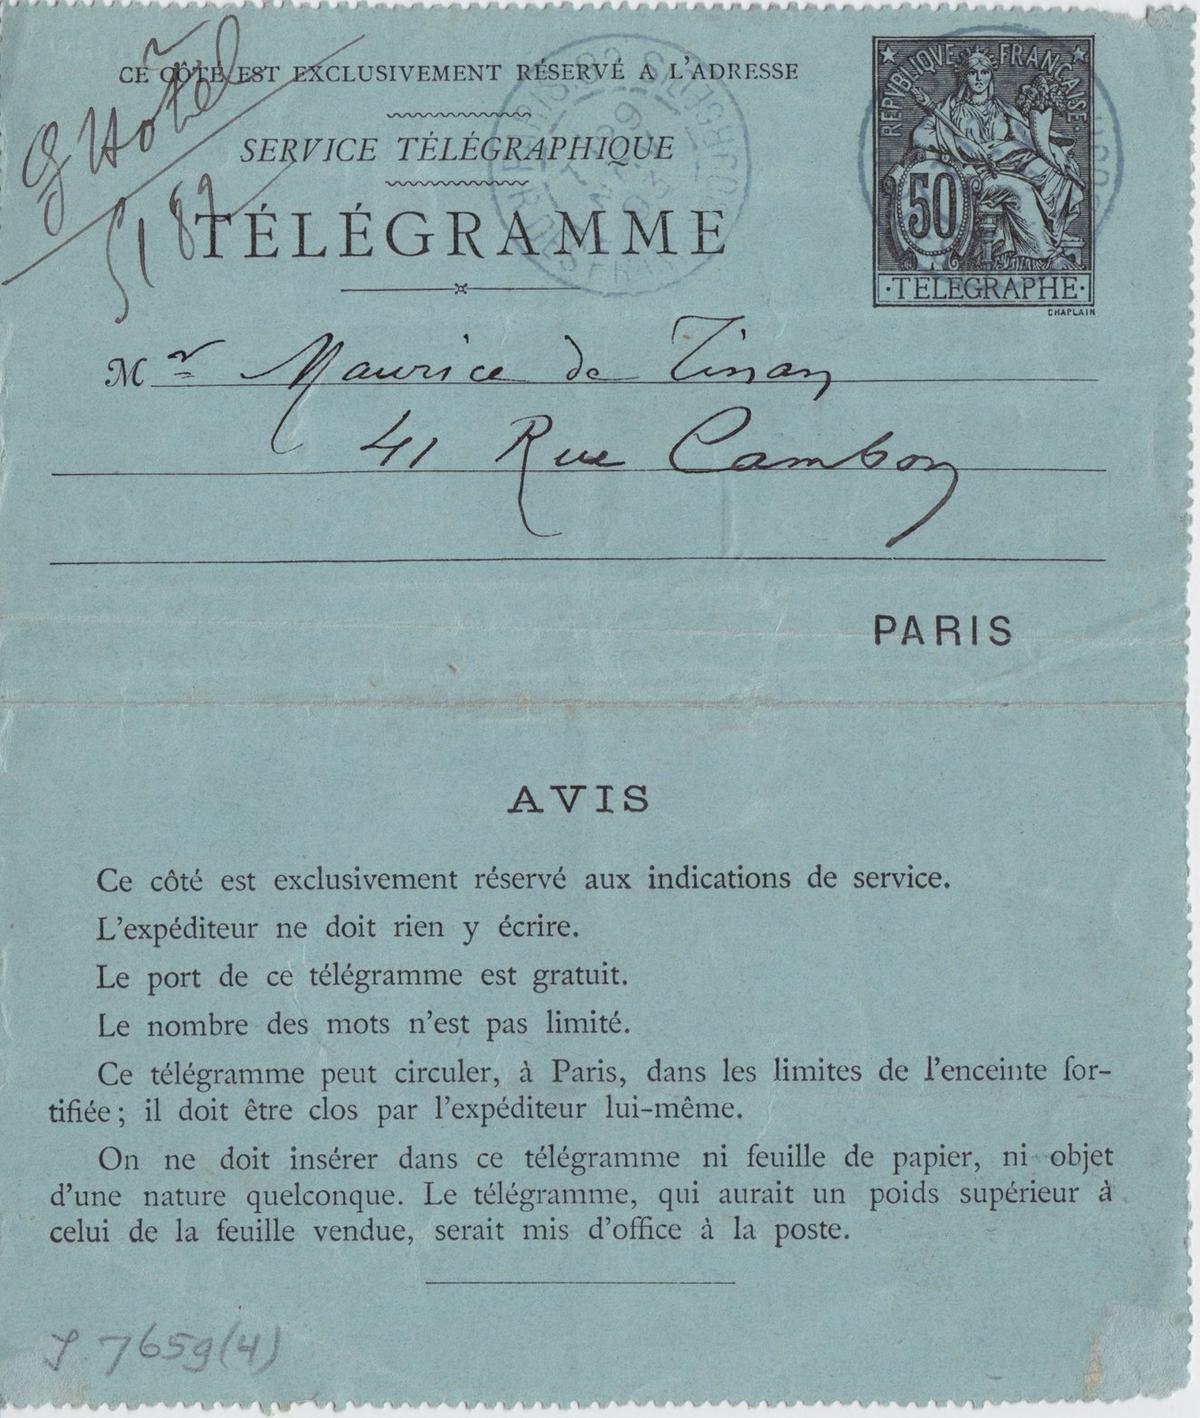 Gd Hôtel
CE CÔTÉ EST EXCLUSIVEMENT RÉSERVÉ A L'ADRESSE
SERVICE TÉLÉGRAPHIQUE
TÉLÉGRAMME
REPVBLIQVE FRANÇAISE
50
·TELEGRAPHE·
CHAPLAIN
Mr Maurice de Tinan
41 Rue Cambon
PARIS
AVIS
Ce côté est exclusivement réservé aux indications de service.
L'expéditeur ne doit rien y écrire.
Le port de ce télégramme est gratuit.
Le nombre des mots n'est pas limité.
Ce télégramme peut circuler, à Paris, dans les limites de l'enceinte for-
tifiée; il doit être clos par l'expéditeur lui-même.
On ne doit insérer dans ce télégramme ni feuille de papier, ni objet
d'une nature quelconque. Le télégramme, qui aurait un poids supérieur à
celui de la feuille vendue, serait mis d'office à la poste.
J. 7659(4)